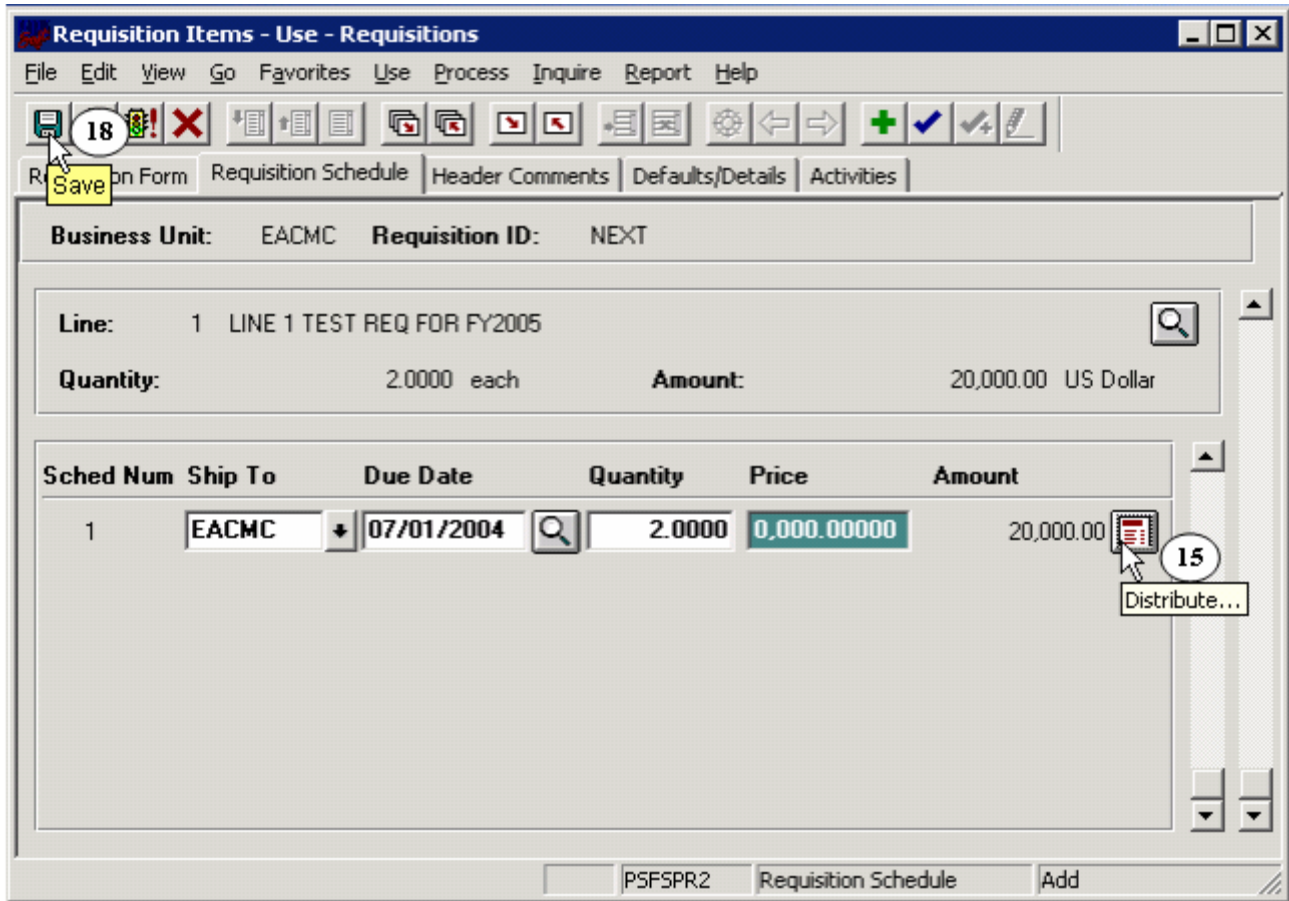 Requisition Items - Use - Requisitions
File Edit View Go Favorites Use Process Inquire Report Help
18
Save
on Form Requisition Schedule Header Comments Defaults/Details Activities
Business Unit: EACMC Requisition ID: NEXT
Line: 1 LINE 1 TEST REQ FOR FY2005
Quantity: 2.0000 each Amount: 20,000.00 US Dollar
Sched Num Ship To Due Date Quantity Price Amount
1 EACMC 07/01/2004 2.0000 0,000.00000 20,000.00
15
Distribute...
PSFSPR2 Requisition Schedule Add